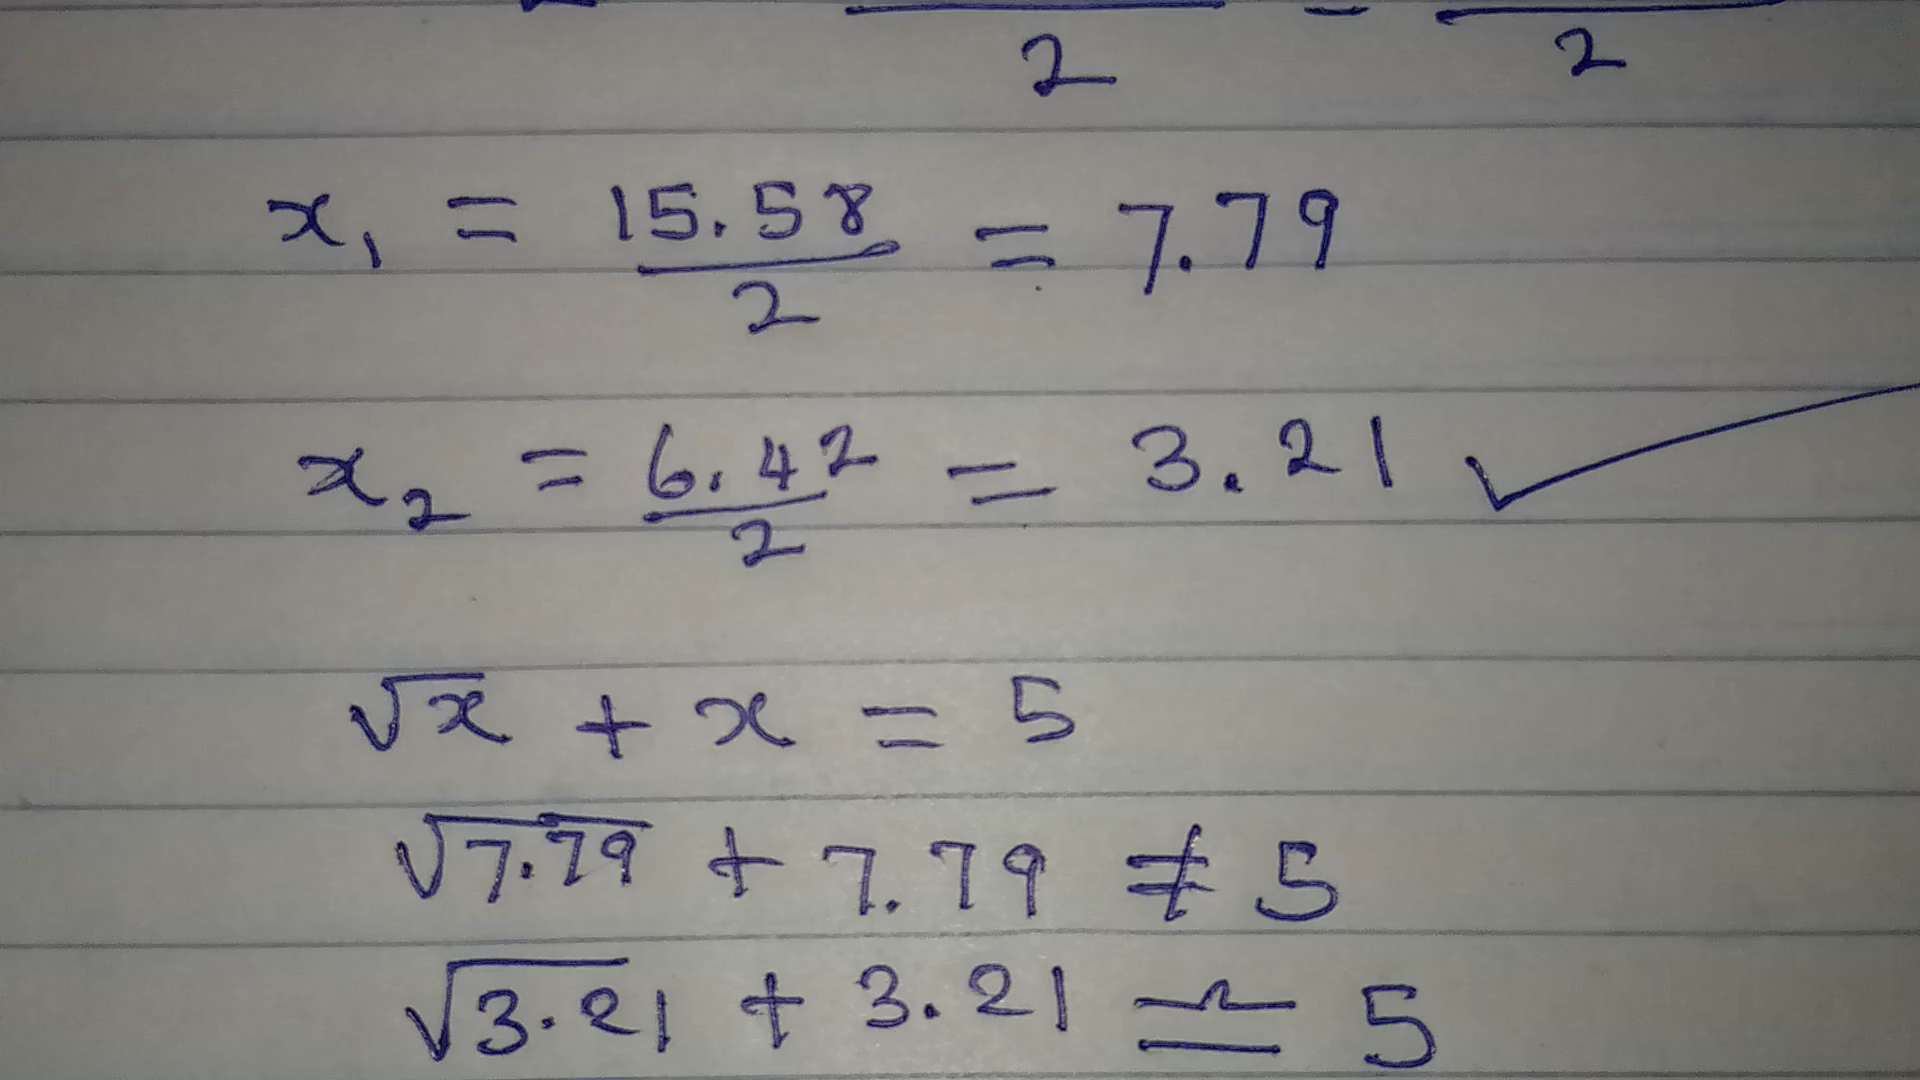 2 2
x₁ = 15.58/2 = 7.79
x₂ = 6.42/2 = 3.21 ✓
√x + x = 5
√7.79 + 7.79 ≠ 5
√3.21 + 3.21 ≅ 5